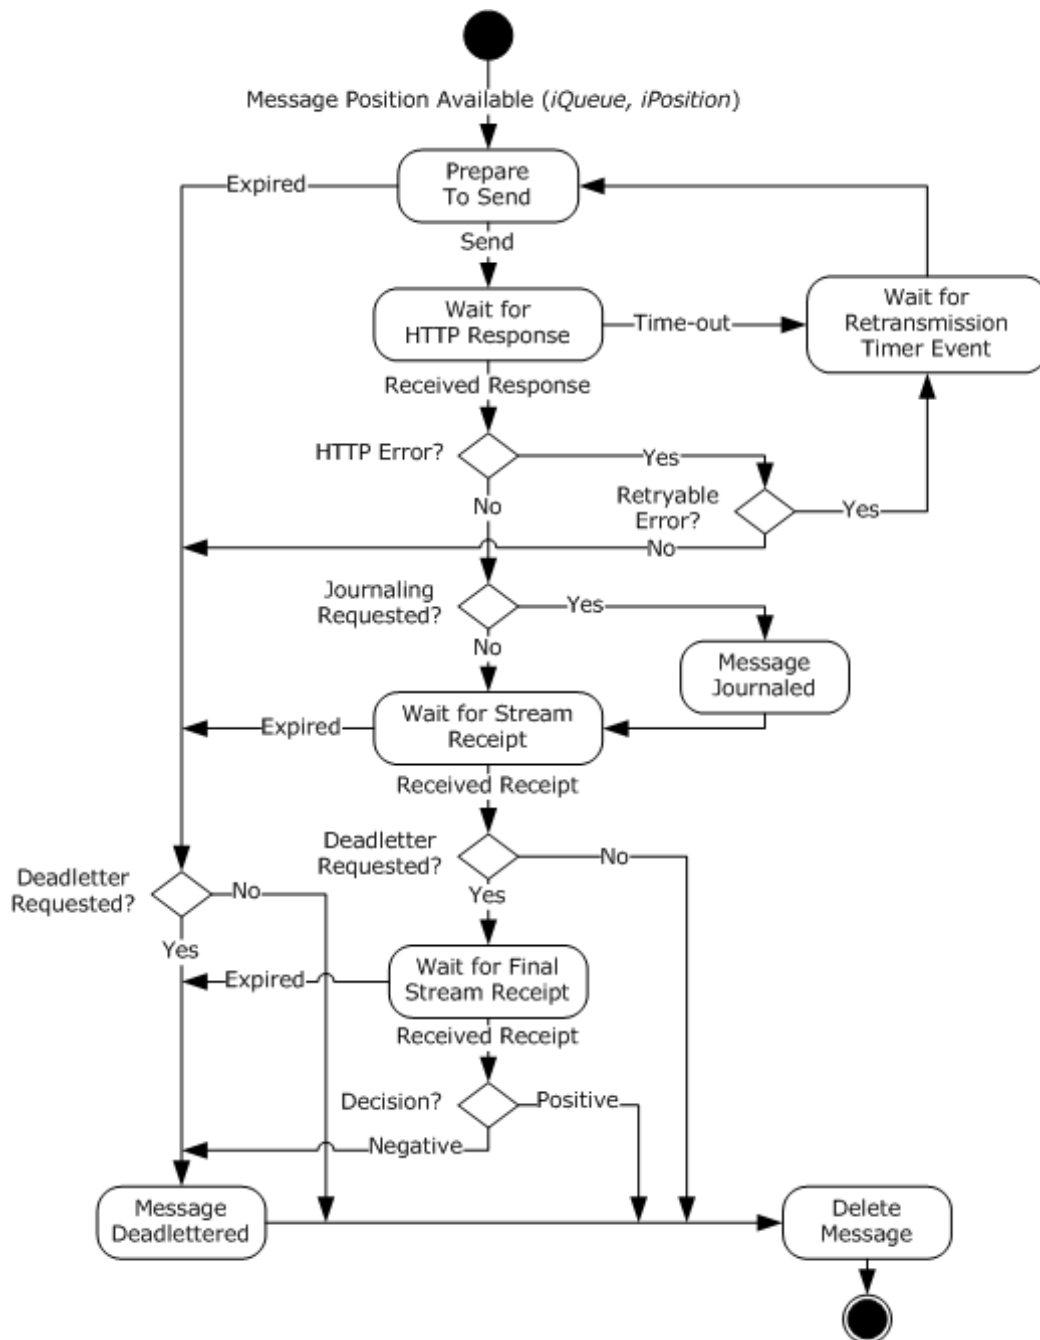 Message Position Available (iQueue, iPosition)
Prepare
To Send
Expired
Send
Wait for
HTTP Response
Time-out
Wait for
Retransmission
Timer Event
Received Response
HTTP Error?
Yes
No
Retryable
Error?
Yes
No
Journaling
Requested?
Yes
No
Message
Journaled
Wait for Stream
Receipt
Expired
Received Receipt
Deadletter
Requested?
No
Yes
Deadletter
Requested?
No
Yes
Wait for Final
Stream Receipt
Expired
Received Receipt
Decision?
Positive
Negative
Message
Deadlettered
Delete
Message